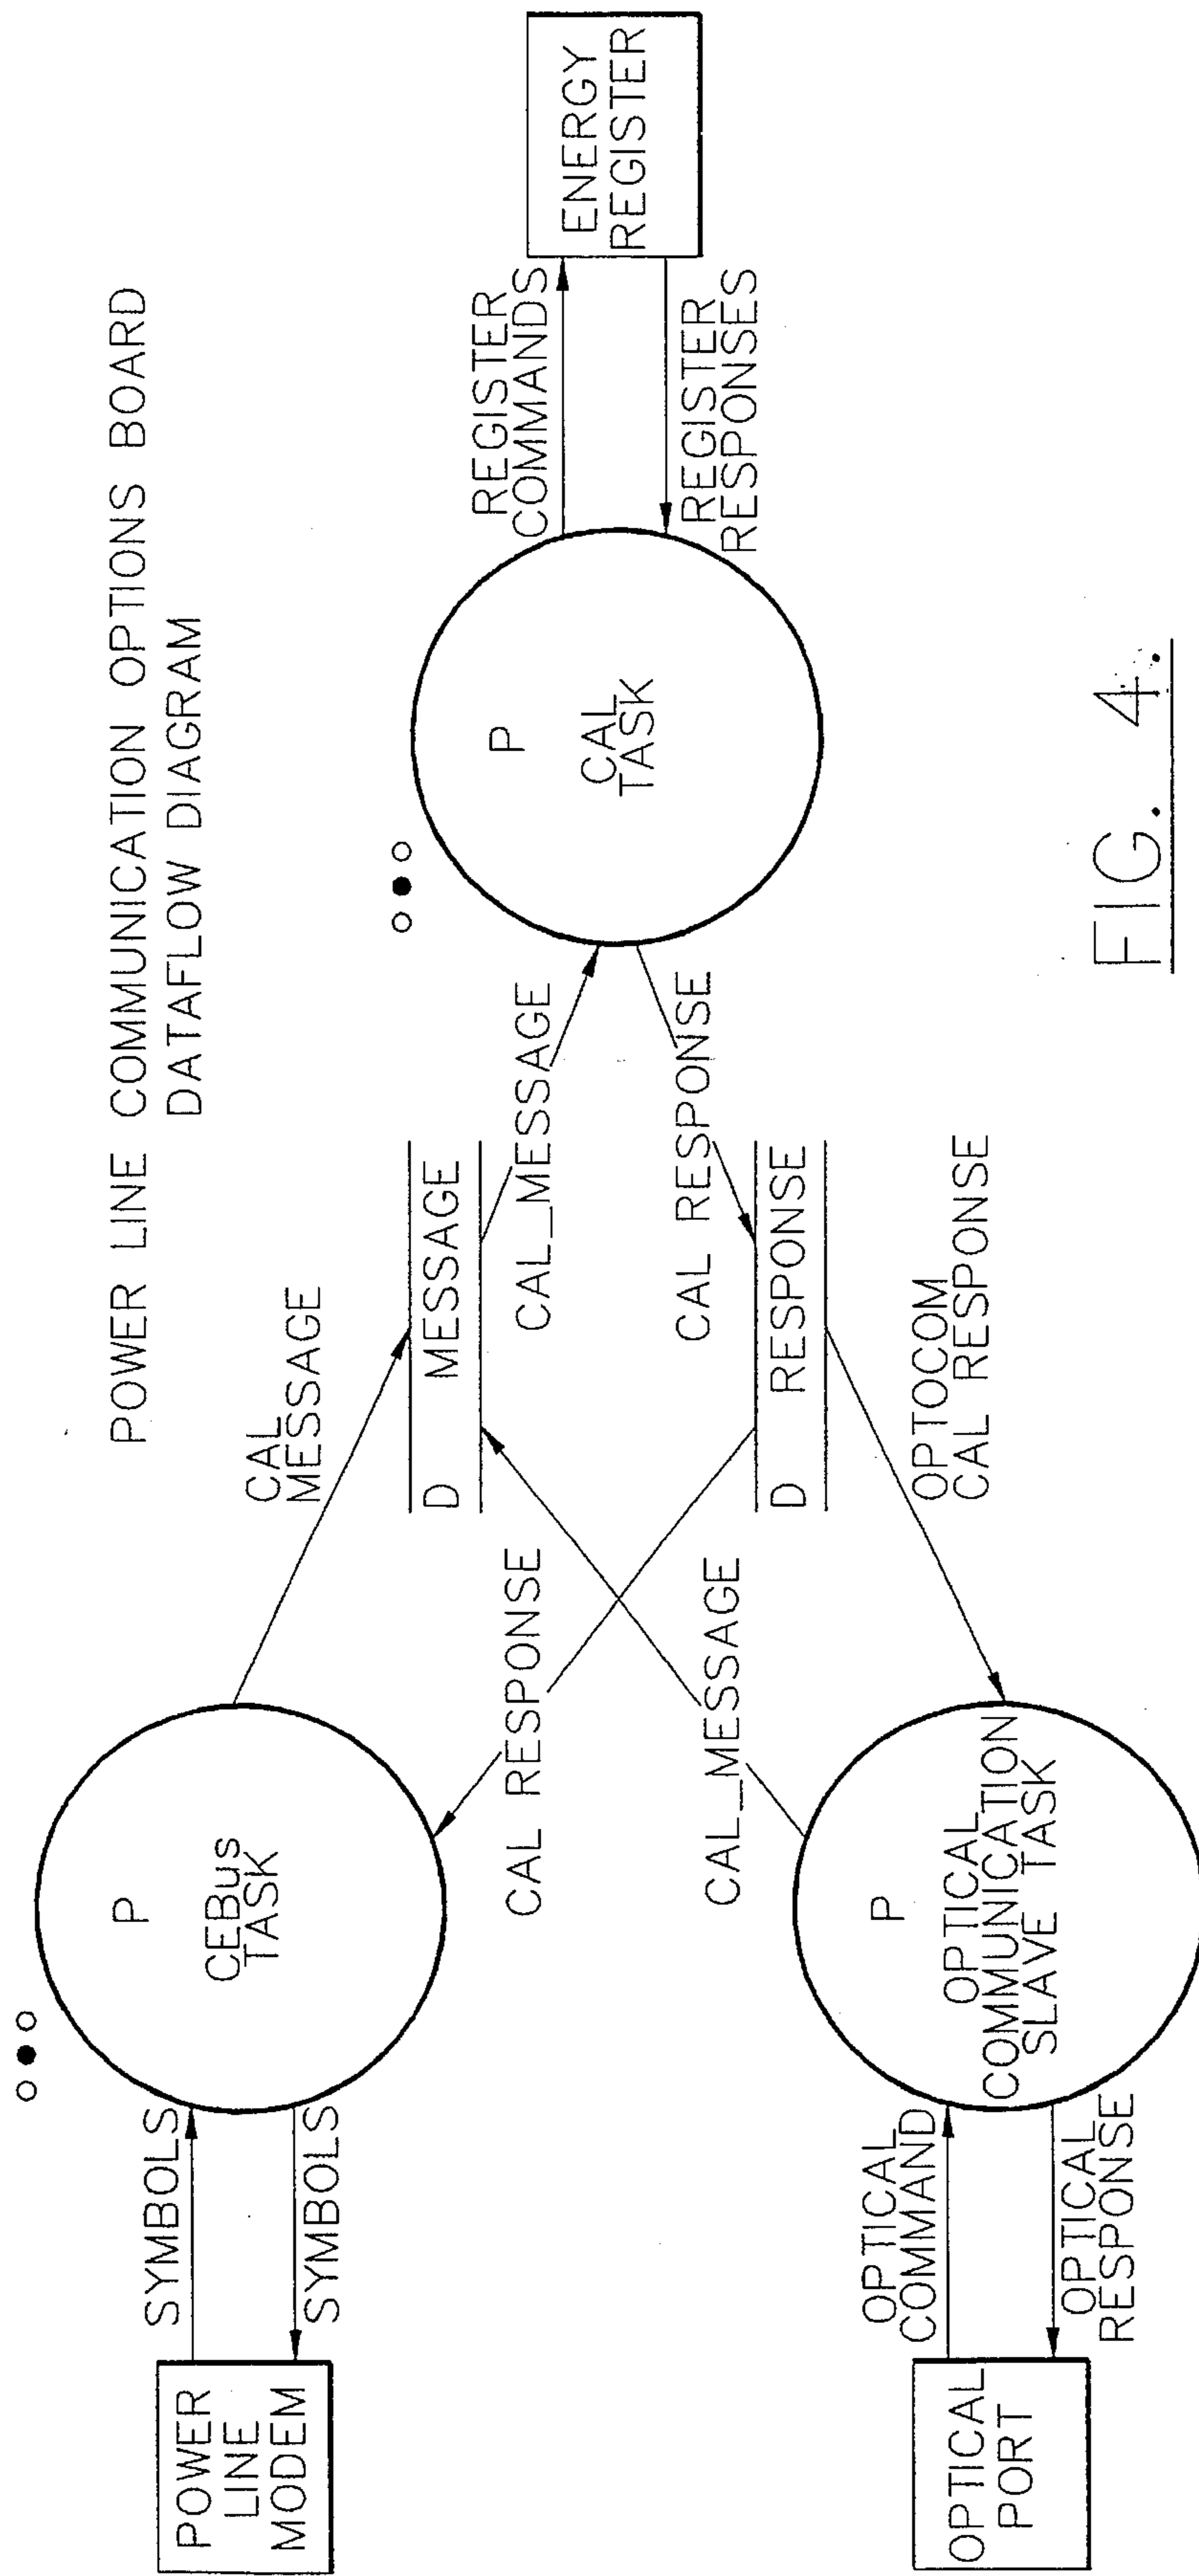 POWER LINE COMMUNICATION OPTIONS BOARD
DATAFLOW DIAGRAM
POWER
LINE
MODEM
SYMBOLS
SYMBOLS
P
CEBus
TASK
CAL
MESSAGE
CAL RESPONSE
D MESSAGE
CAL_MESSAGE
P
CAL
TASK
REGISTER
COMMANDS
REGISTER
RESPONSES
ENERGY
REGISTER
CAL RESPONSE
D RESPONSE
CAL_MESSAGE
OPTOCOM
CAL RESPONSE
OPTICAL
PORT
OPTICAL
COMMAND
OPTICAL
RESPONSE
P
OPTICAL
COMMUNICATION
SLAVE TASK
FIG. 4.